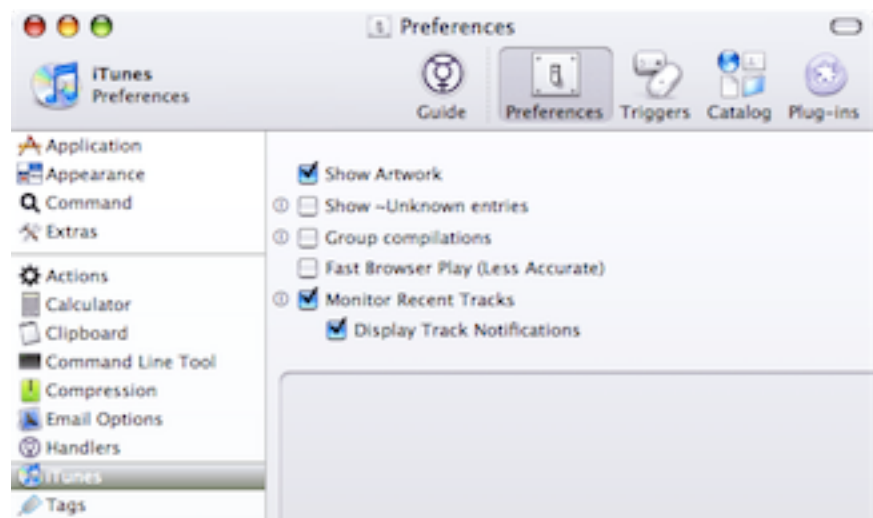 Preferences
iTunes
Preferences
Guide
Preferences
Triggers
Catalog
Plug-ins
Application
Appearance
Command
Extras
Actions
Calculator
Clipboard
Command Line Tool
Compression
Email Options
Handlers
iTunes
Tags
Show Artwork
Show ~Unknown entries
Group compilations
Fast Browser Play (Less Accurate)
Monitor Recent Tracks
Display Track Notifications